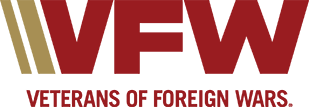 VFW
VETERANS OF FOREIGN WARS.